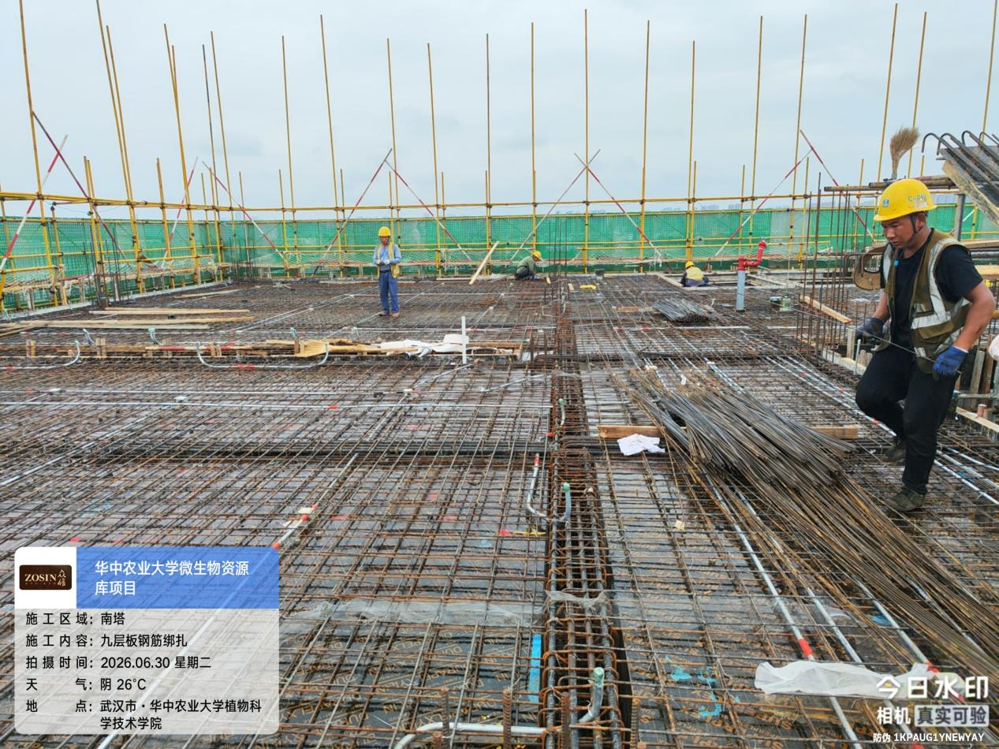 ZOSIN 众信
华中农业大学微生物资源
库项目
施工区域：南塔
施工内容：九层板钢筋绑扎
拍摄时间：2026.06.30 星期二
天气：阴 26°C
地点：武汉市·华中农业大学植物科
学技术学院
今日水印
相机 真实可验
防伪 1KPAUG1YNEWYAY